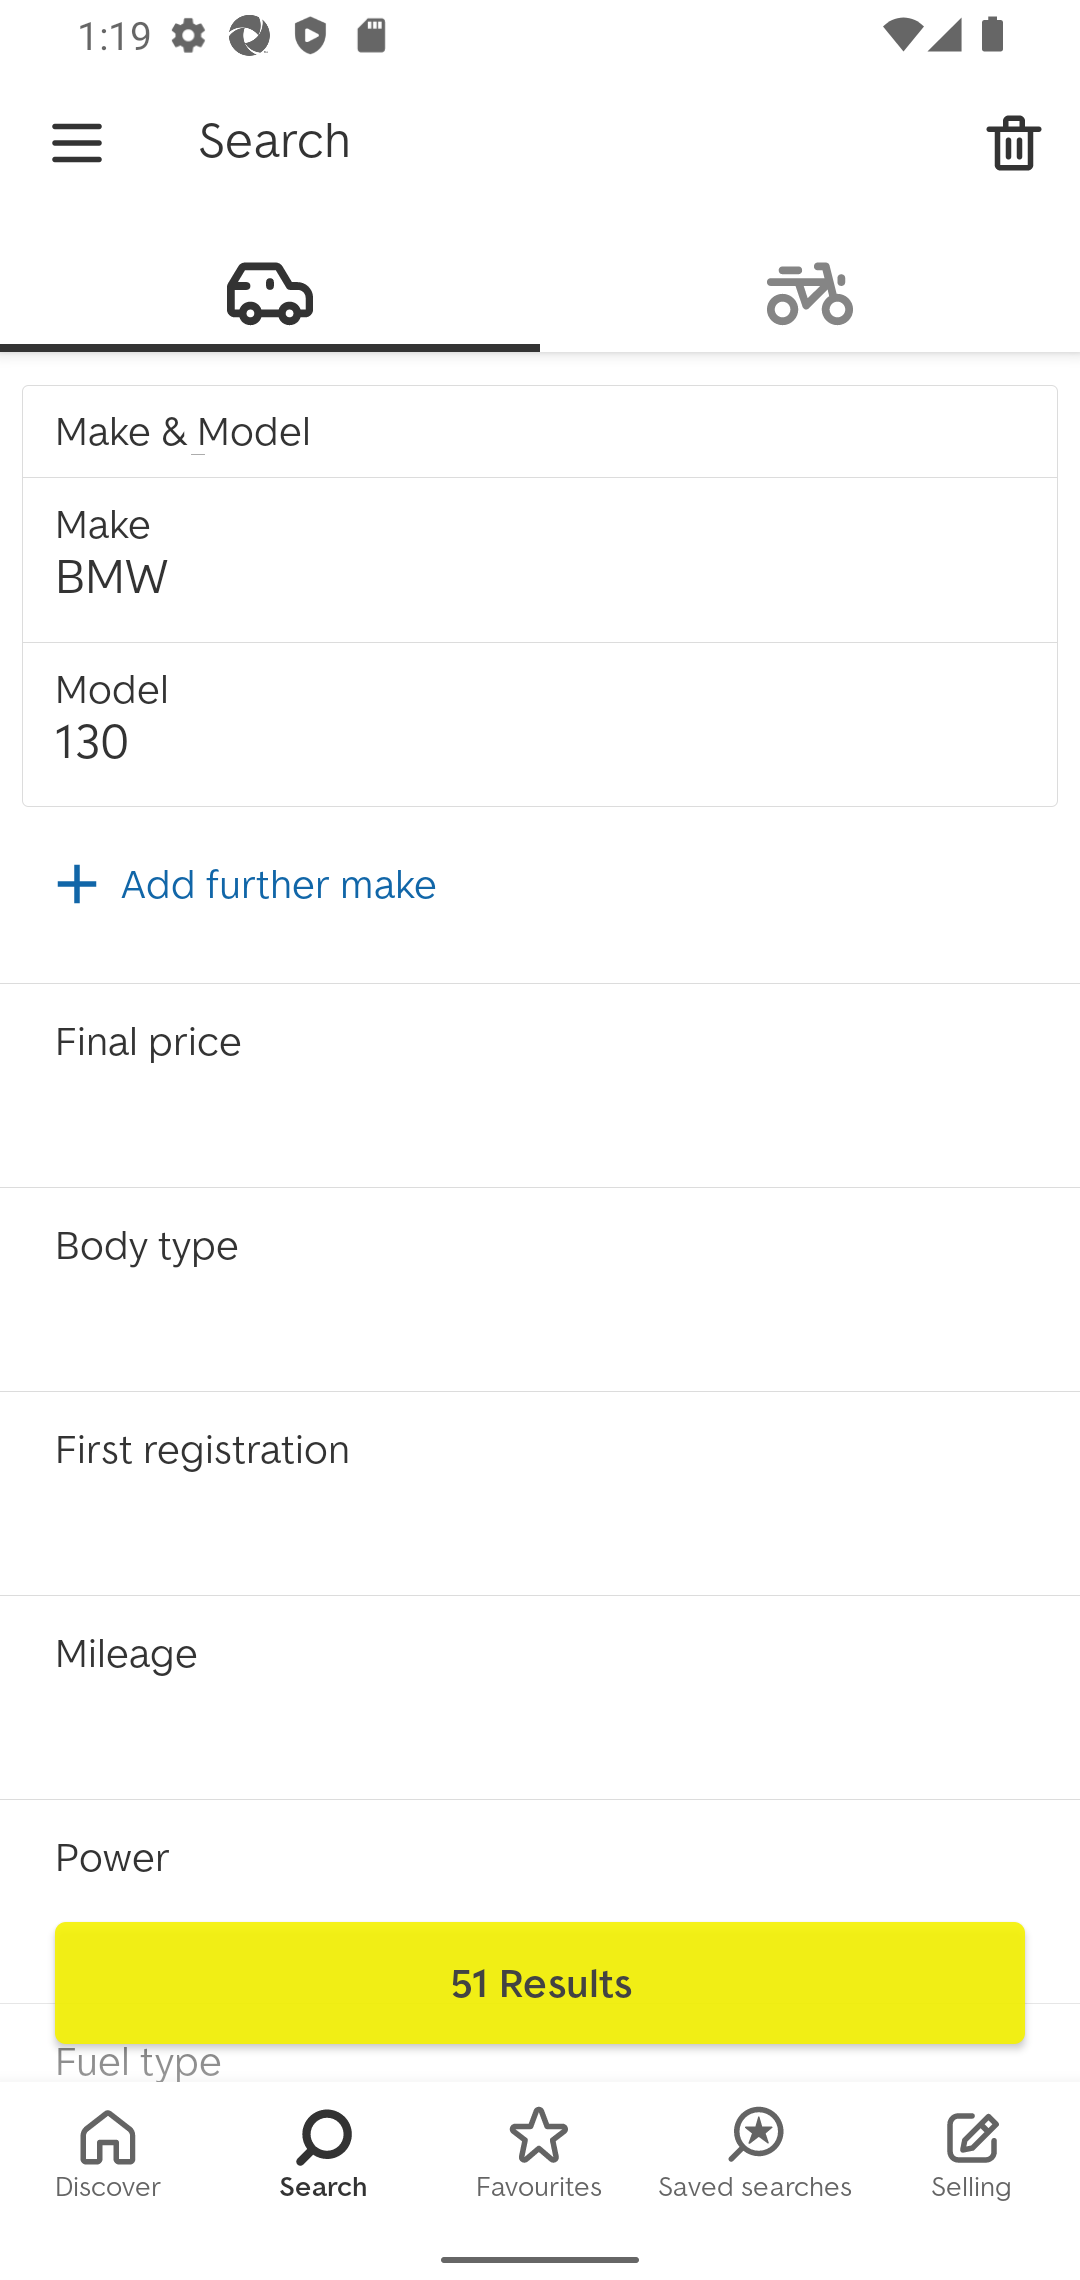 1:19
Search
Make & Model
Make
BMW
Model
130
Add further make
Final price
Body type
First registration
Mileage
Power
51 Results
Fuel type
Discover
Search
Favourites
Saved searches
Selling